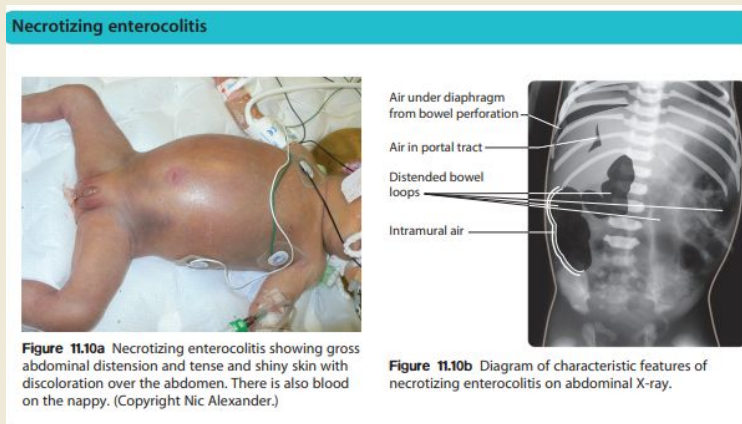 Necrotizing enterocolitis
Figure 11.10a Necrotizing enterocolitis showing gross
abdominal distension and tense and shiny skin with
discoloration over the abdomen. There is also blood
on the nappy. (Copyright Nic Alexander.)
Air under diaphragm
from bowel perforation
Air in portal tract
Distended bowel
loops
Intramural air
Figure 11.10b Diagram of characteristic features of
necrotizing enterocolitis on abdominal X-ray.